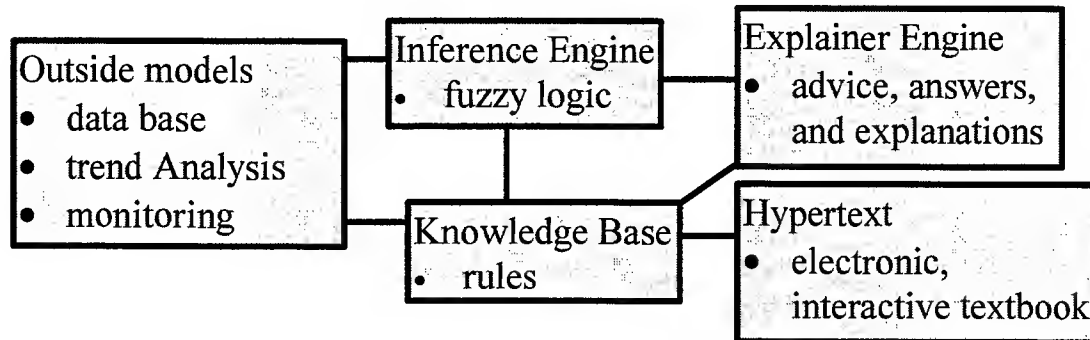 Outside models
• data base
• trend Analysis
• monitoring
Inference Engine
• fuzzy logic
Knowledge Base
• rules
Explainer Engine
• advice, answers,
and explanations
Hypertext
• electronic,
interactive textbook